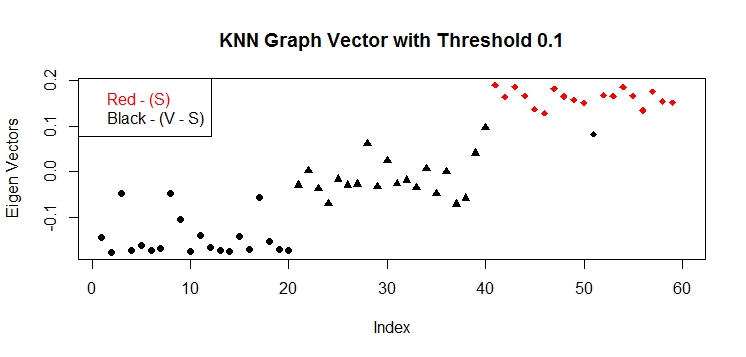 KNN Graph Vector with Threshold 0.1
Red - (S)
Black - (V - S)
Eigen Vectors
0.2
0.1
0.0
-0.1
0 10 20 30 40 50 60
Index